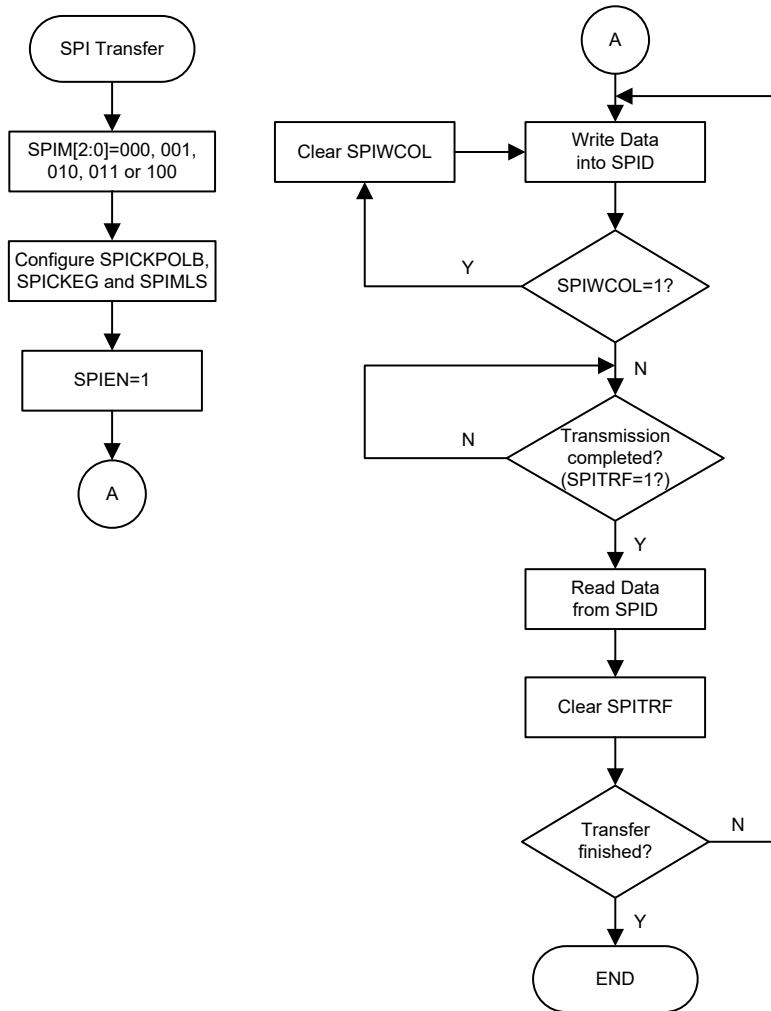 SPI Transfer
SPIM[2:0]=000, 001,
010, 011 or 100
Configure SPICKPOLB,
SPICKEG and SPIMLS
SPIEN=1
A
A
Clear SPIWCOL
Write Data
into SPID
Y
SPIWCOL=1?
N
N
Transmission
completed?
(SPITRF=1?)
Y
Read Data
from SPID
Clear SPITRF
Transfer
finished?
N
Y
END